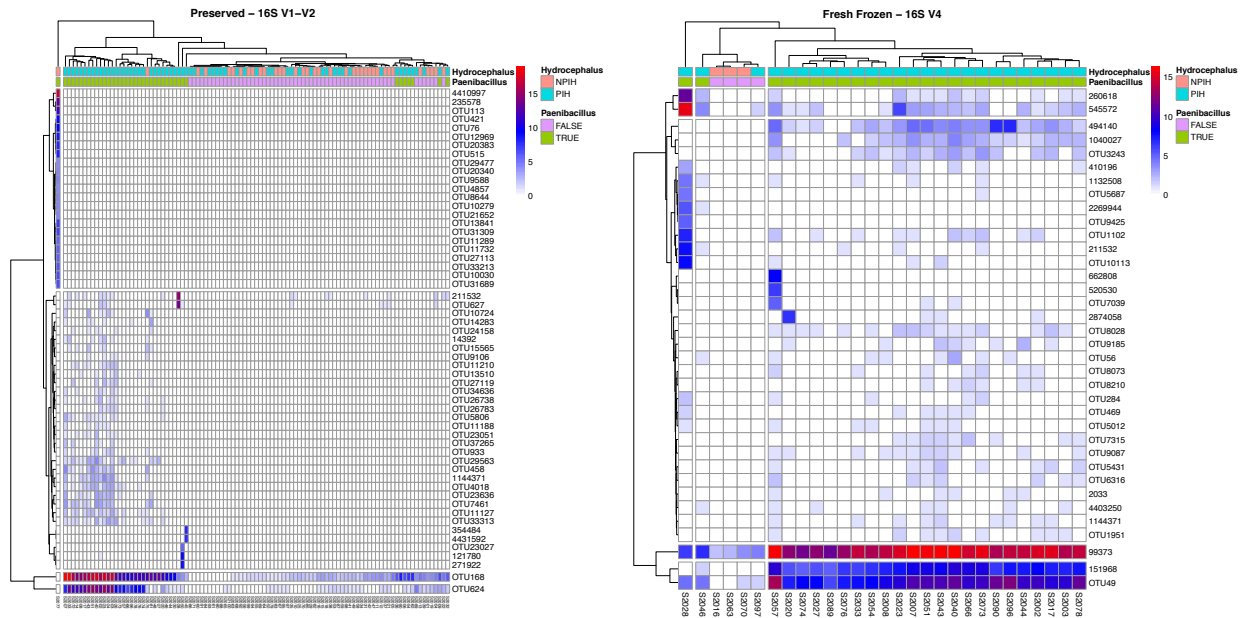 Preserved – 16S V1–V2
Hydrocephalus
Paenibacillus
4410997
235578
OTU113
OTU421
OTU76
OTU12969
OTU20383
OTU515
OTU29477
OTU20340
OTU9588
OTU4857
OTU8644
OTU10279
OTU21652
OTU13841
OTU31309
OTU11289
OTU11732
OTU27113
OTU33213
OTU10030
OTU31689
211532
OTU627
OTU10724
OTU14283
OTU24158
14392
OTU15565
OTU9106
OTU11210
OTU13510
OTU27119
OTU34636
OTU26738
OTU26783
OTU5806
OTU11188
OTU23051
OTU37265
OTU933
OTU29563
OTU458
1144371
OTU4018
OTU23636
OTU7461
OTU11127
OTU33313
354484
4431592
OTU23027
121780
271922
OTU168
OTU624
15
10
5
0
Hydrocephalus
NPIH
PIH
Paenibacillus
FALSE
TRUE
Fresh Frozen – 16S V4
Hydrocephalus
Paenibacillus
260618
545572
494140
1040027
OTU3243
410196
1132508
OTU5687
2269944
OTU9425
OTU1102
211532
OTU10113
662808
520530
OTU7039
2874058
OTU8028
OTU9185
OTU56
OTU8073
OTU8210
OTU284
OTU469
OTU5012
OTU7315
OTU9087
OTU5431
OTU6316
2033
4403250
1144371
OTU1951
99373
151968
OTU49
S2028
S2046
S2016
S2063
S2070
S2097
S2057
S2020
S2074
S2027
S2089
S2076
S2033
S2054
S2008
S2023
S2007
S2051
S2043
S2040
S2066
S2073
S2090
S2096
S2044
S2002
S2017
S2003
S2078
15
10
5
0
Hydrocephalus
NPIH
PIH
Paenibacillus
FALSE
TRUE